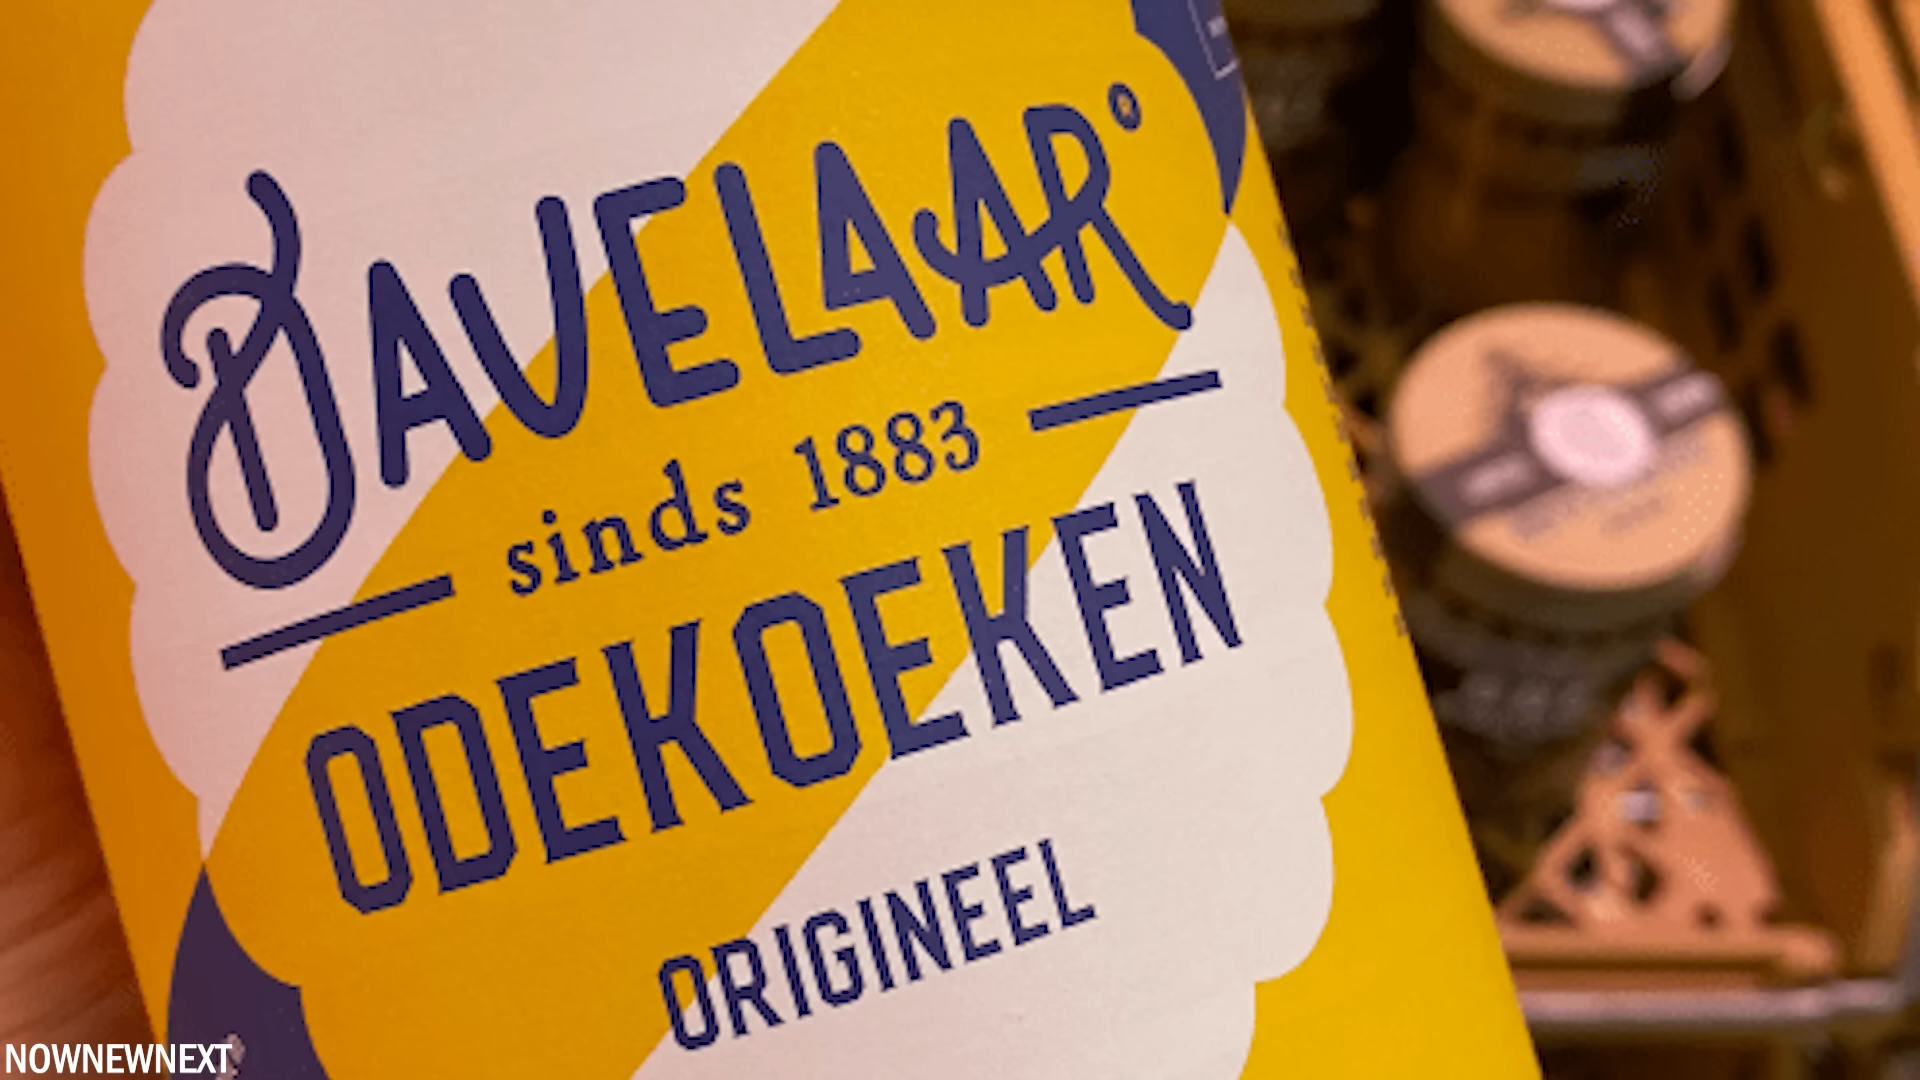 DAVELAAR
sinds 1883
ODEKOEKEN
ORIGINEEL
NOWNEWNEXT